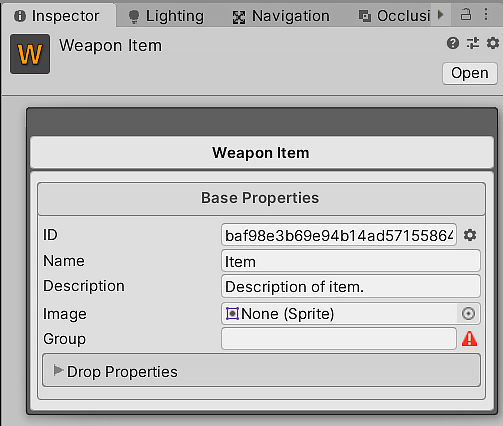 Inspector Lighting Navigation Occlusi
W Weapon Item
Open
Weapon Item
Base Properties
ID baf98e3b69e94b14ad57155864
Name Item
Description Description of item.
Image None (Sprite)
Group
Drop Properties